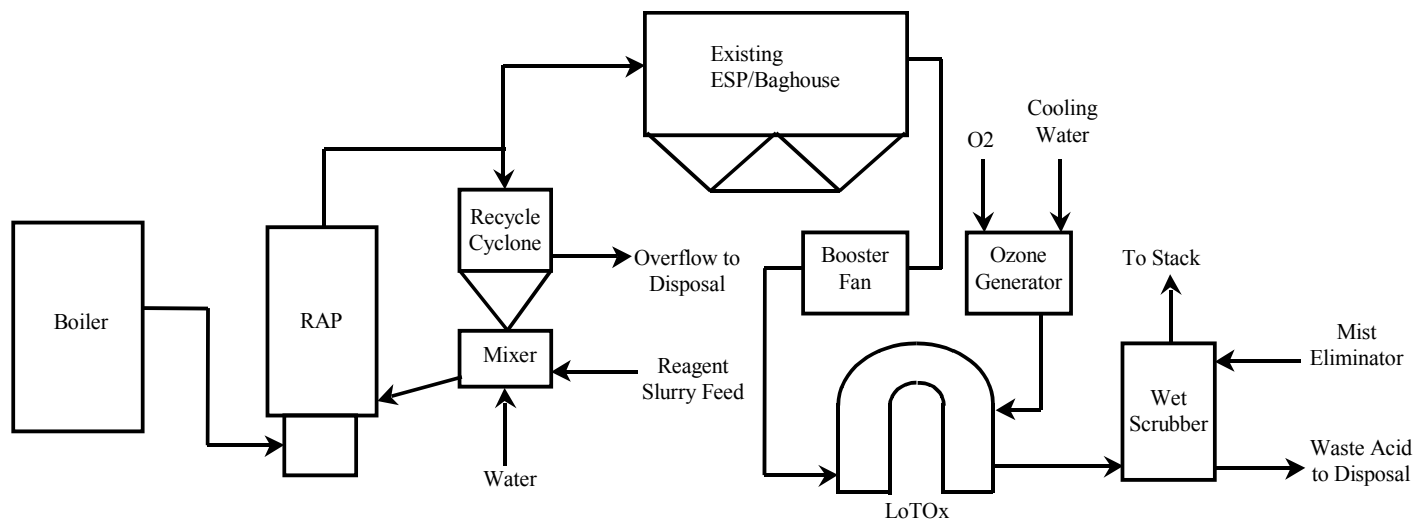 Existing
ESP/Baghouse
Cooling
Water
O2
Recycle
Cyclone
Overflow to
Disposal
Booster
Fan
Ozone
Generator
To Stack
Boiler
RAP
Mixer
Reagent
Slurry Feed
Mist
Eliminator
Wet
Scrubber
Water
Waste Acid
to Disposal
LoTOx